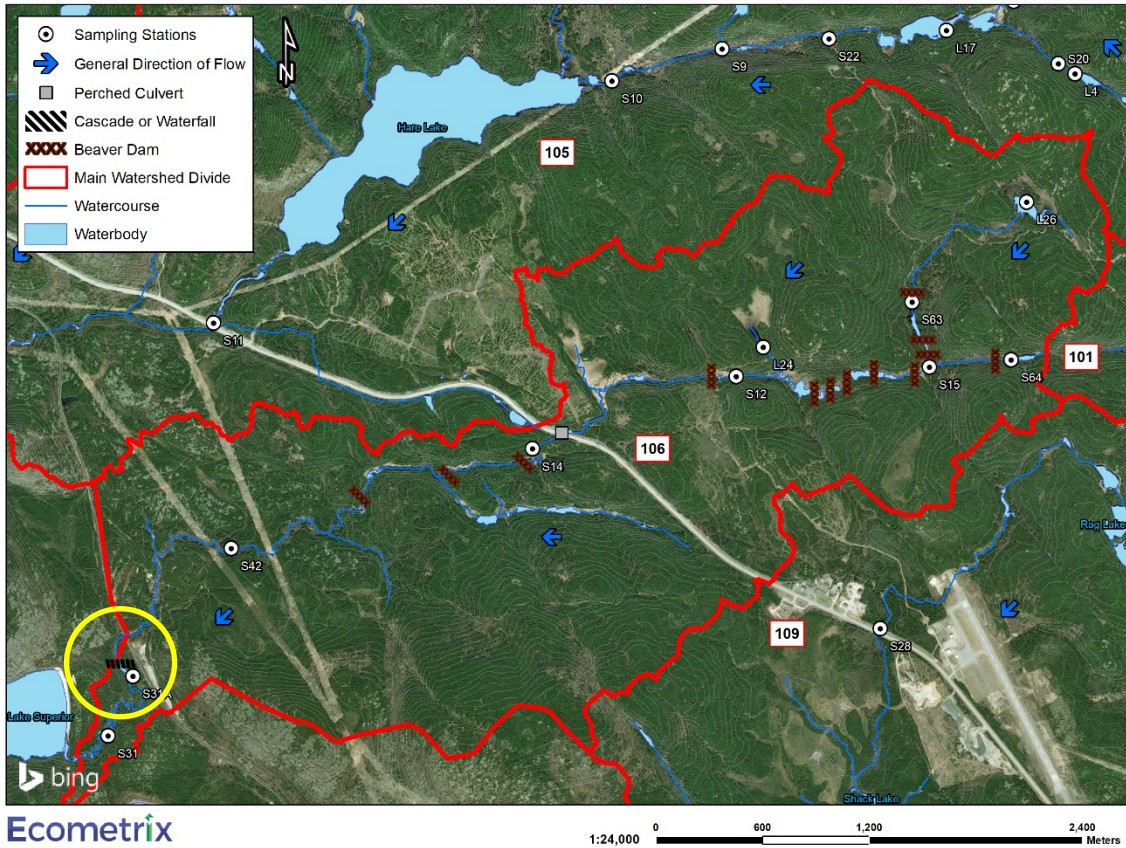 Sampling Stations
General Direction of Flow
Perched Culvert
Cascade or Waterfall
Beaver Dam
Main Watershed Divide
Watercourse
Waterbody
N
Hare Lake
S10
S9
S22
L17
S20
L4
105
L26
S63
S11
L24
S12
S15
S64
101
106
S14
Rag Lake
S42
109
S28
S31A
Lake Superior
S31
bing
Shack Lake
Ecometrix
1:24,000
0 600 1,200 2,400
Meters